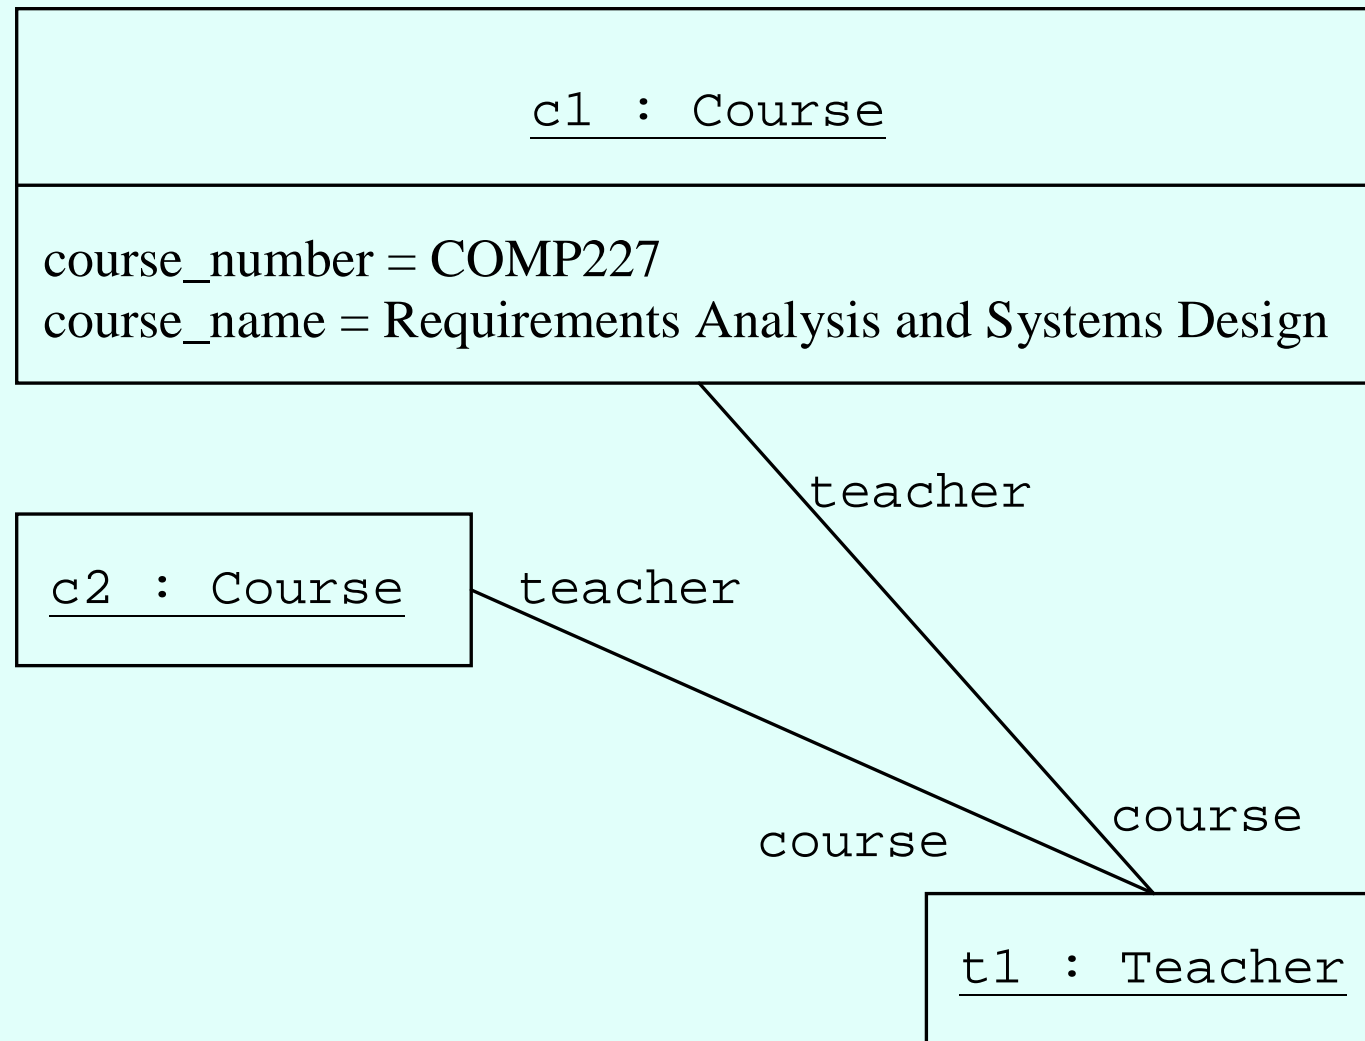 c1 : Course
course_number = COMP227
course_name = Requirements Analysis and Systems Design
teacher
c2 : Course
teacher
course
course
t1 : Teacher